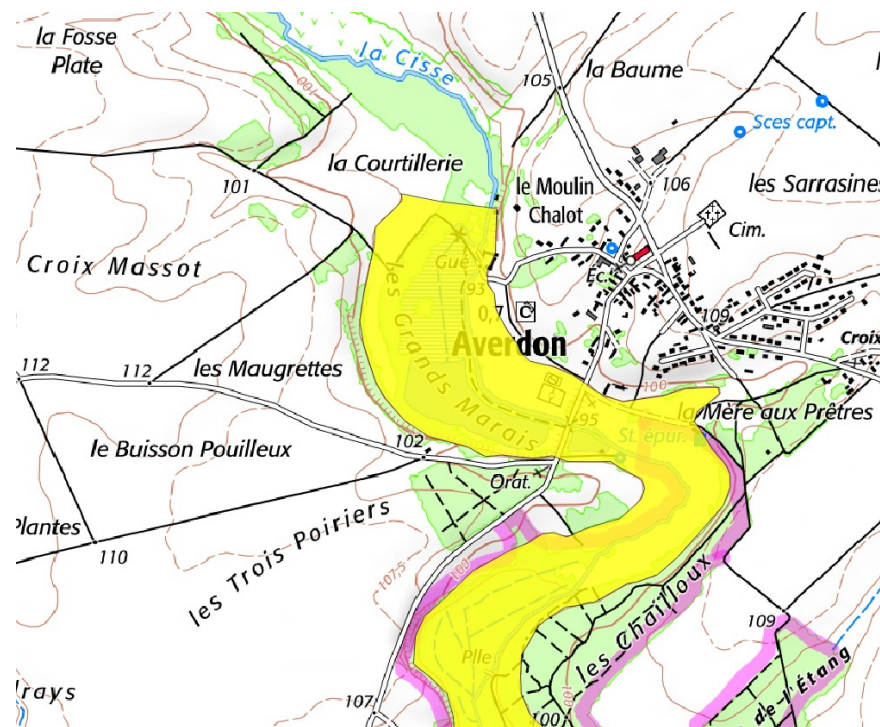 la Fosse
Plate
la Cisse
la Baume
105
Sces capt.
la Courtillerie
101
le Moulin
Chalot
106
les Sarrasines
Cim.
Croix Massot
les Grands Marais
Gué
93
Éc.
0,7
C
109
Averdon
Croix
112
112
les Maugrettes
100
la Mère aux Prêtres
95
St. épur.
le Buisson Pouilleux
102
Orat.
Plantes
110
les Trois Poiriers
107,5
100
les Chailloux
109
Plle
de l'Étang
100
100
107